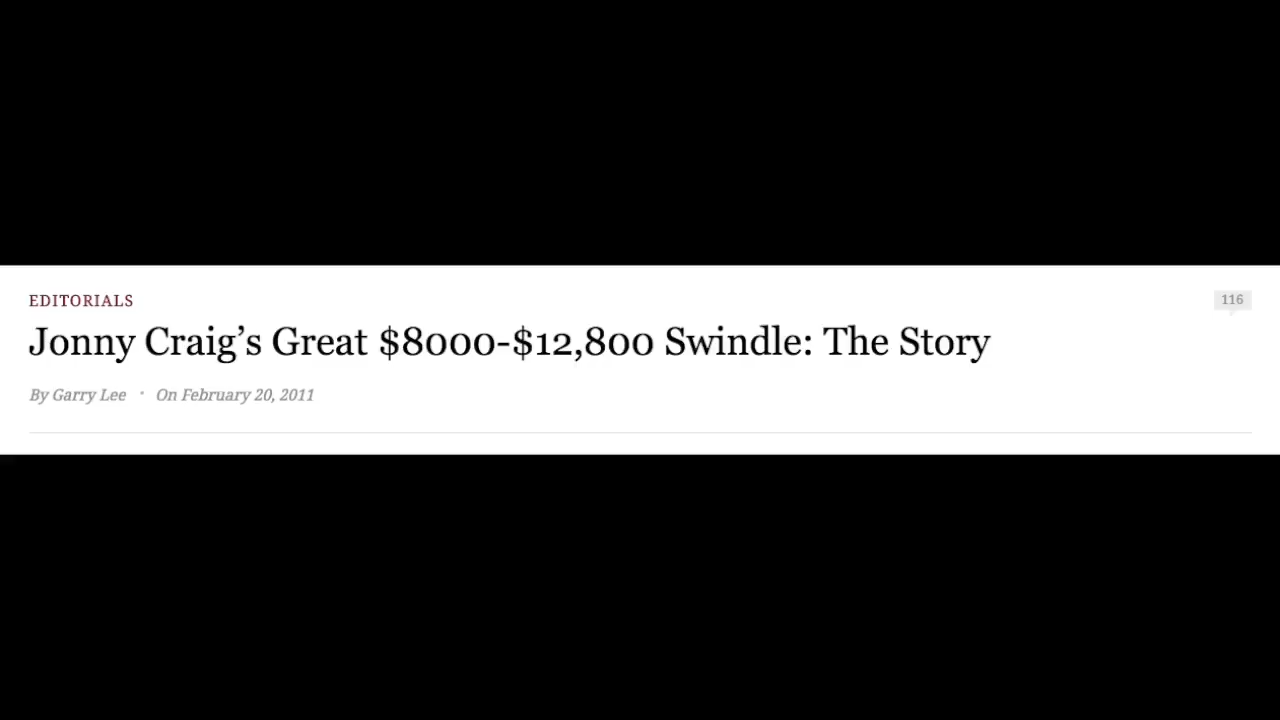 EDITORIALS
116
Jonny Craig’s Great $8000-$12,800 Swindle: The Story
By Garry Lee · On February 20, 2011